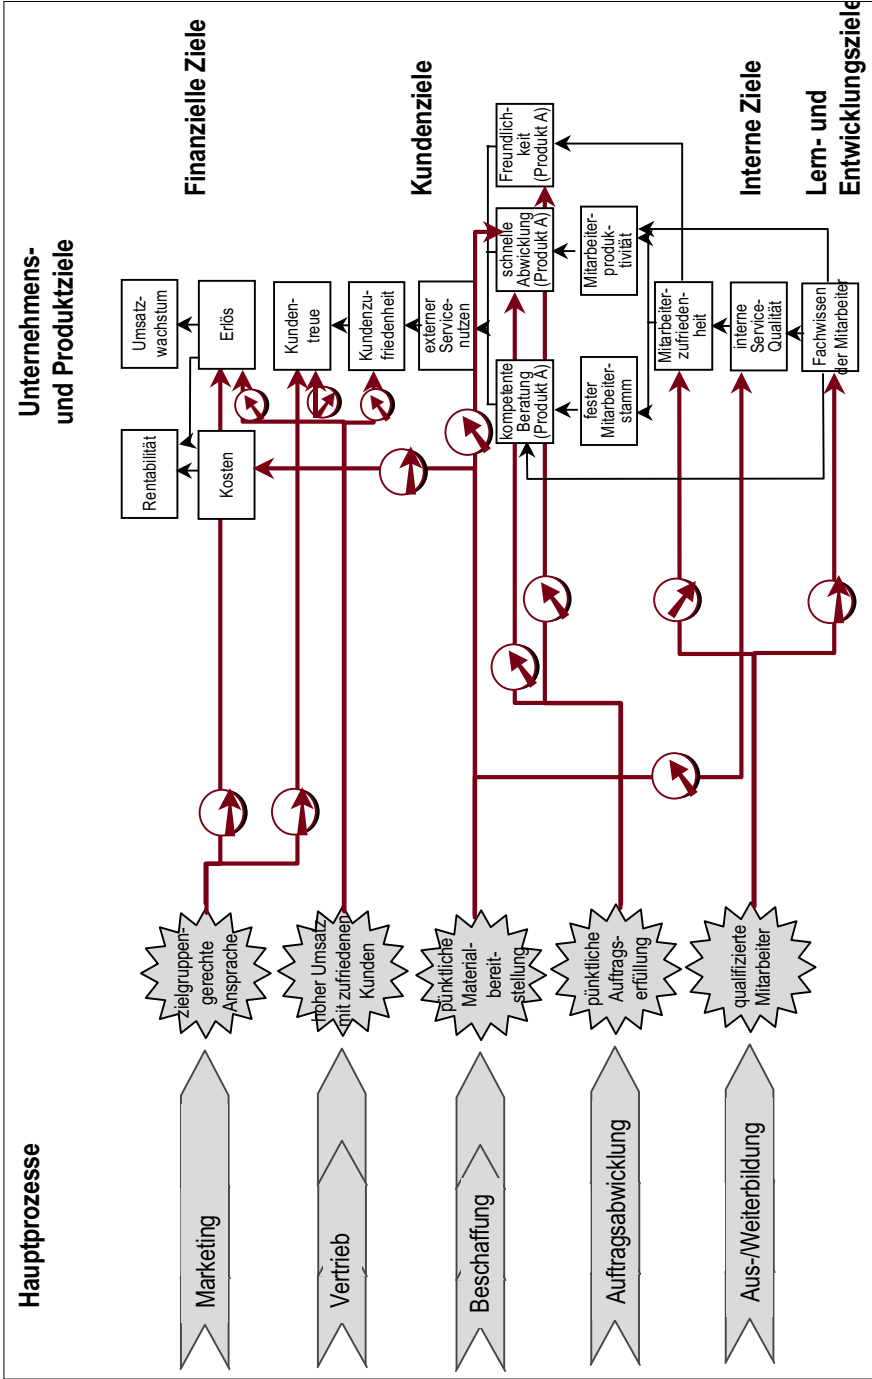 Hauptprozesse
Unternehmens-
und Produktziele
Marketing
Vertrieb
Beschaffung
Auftragsabwicklung
Aus-/Weiterbildung
zielgruppen-
gerechte
Ansprache
hoher Umsatz
mit zufriedenen
Kunden
pünktliche
Material-
bereit-
stellung
pünktliche
Auftrags-
erfüllung
qualifizierte
Mitarbeiter
Finanzielle Ziele
Rentabilität
Umsatz-
wachstum
Kosten
Erlös
Kundenziele
Kunden-
treue
Kundenzu-
friedenheit
externer
Service-
nutzen
kompetente
Beratung
(Produkt A)
schnelle
Abwicklung
(Produkt A)
Freundlich-
keit
(Produkt A)
Interne Ziele
fester
Mitarbeiter-
stamm
Mitarbeiter-
produk-
tivität
Mitarbeiter-
zufrieden-
heit
interne
Service-
Qualität
Lern- und
Entwicklungsziele
Fachwissen
der Mitarbeiter